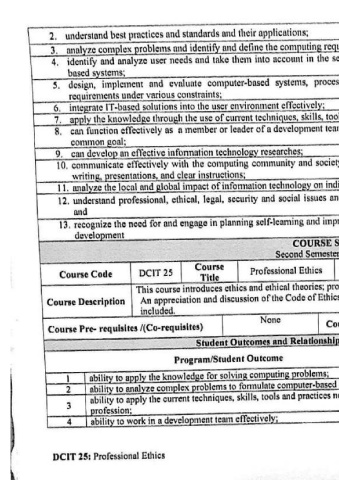 2. understand best practices and standards and their applications;
3. analyze complex problems and identify and define the computing requ
4. identify and analyze user needs and take them into account in the se
based systems;
5. design, implement and evaluate computer-based systems, proces
requirements under various constraints;
6. integrate IT-based solutions into the user environment effectively;
7. apply the knowledge through the use of current techniques, skills, tool
8. can function effectively as a member or leader of a development tear
common goal;
9. can develop an effective information technology researches;
10. communicate effectively with the computing community and society
writing, presentations, and clear instructions;
11. analyze the local and global impact of information technology on indi
12. understand professional, ethical, legal, security and social issues an
and
13. recognize the need for and engage in planning self-learning and impr
development
COURSE S
Second Semester
Course Code DCIT 25 Course Title Professional Ethics
Course Description This course introduces ethics and ethical theories; pro
An appreciation and discussion of the Code of Ethics
included.
Course Pre- requisites /(Co-requisites) None Cou
Student Outcomes and Relationship
Program/Student Outcome
1 ability to apply the knowledge for solving computing problems;
2 ability to analyze complex problems to formulate computer-based
3 ability to apply the current techniques, skills, tools and practices n
profession;
4 ability to work in a development team effectively;
DCIT 25: Professional Ethics